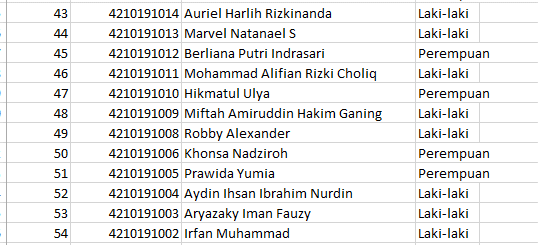 43 4210191014 Auriel Harlih Rizkinanda Laki-laki
44 4210191013 Marvel Natanael S Laki-laki
45 4210191012 Berliana Putri Indrasari Perempuan
46 4210191011 Mohammad Alifian Rizki Choliq Laki-laki
47 4210191010 Hikmatul Ulya Perempuan
48 4210191009 Miftah Amiruddin Hakim Ganing Laki-laki
49 4210191008 Robby Alexander Laki-laki
50 4210191006 Khonsa Nadziroh Perempuan
51 4210191005 Prawida Yumia Perempuan
52 4210191004 Aydin Ihsan Ibrahim Nurdin Laki-laki
53 4210191003 Aryazaky Iman Fauzy Laki-laki
54 4210191002 Irfan Muhammad Laki-laki